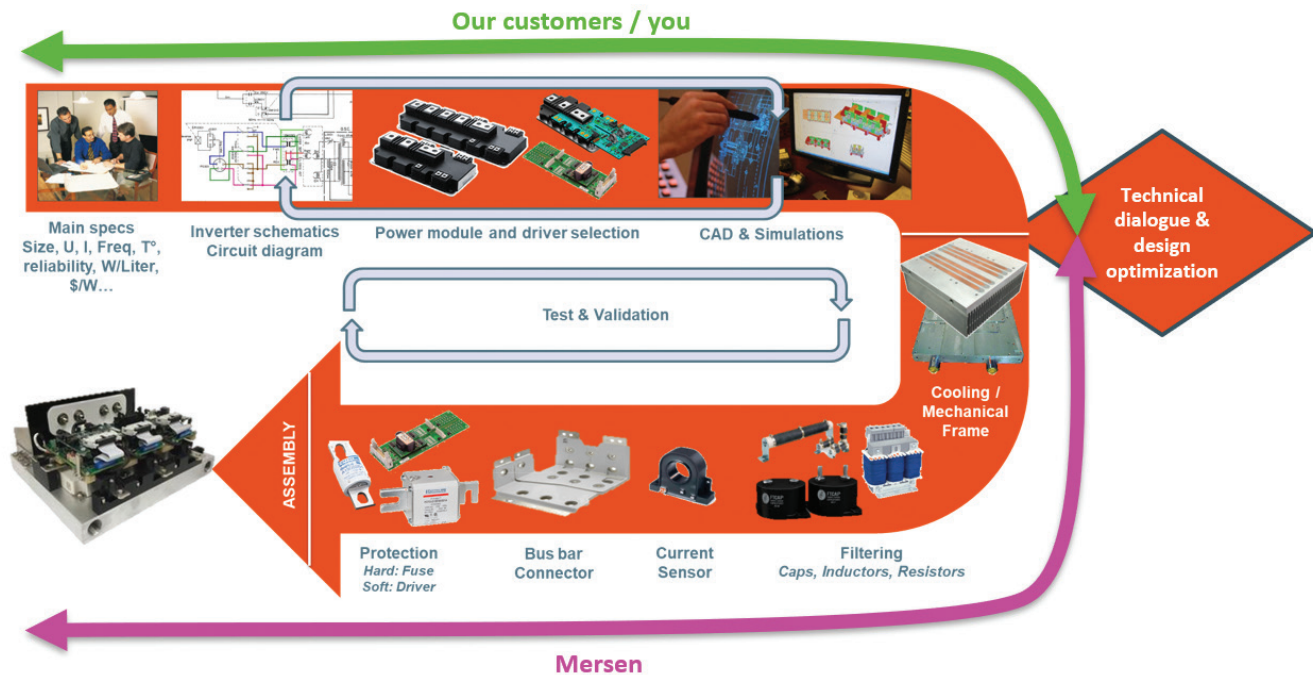 Our customers / you
Main specs
Size, U, I, Freq, T°,
reliability, W/Liter,
$/W…
Inverter schematics
Circuit diagram
Power module and driver selection
CAD & Simulations
Technical
dialogue &
design
optimization
Test & Validation
Cooling /
Mechanical
Frame
ASSEMBLY
Protection
Hard: Fuse
Soft: Driver
Bus bar
Connector
Current
Sensor
Filtering
Caps, Inductors, Resistors
Mersen